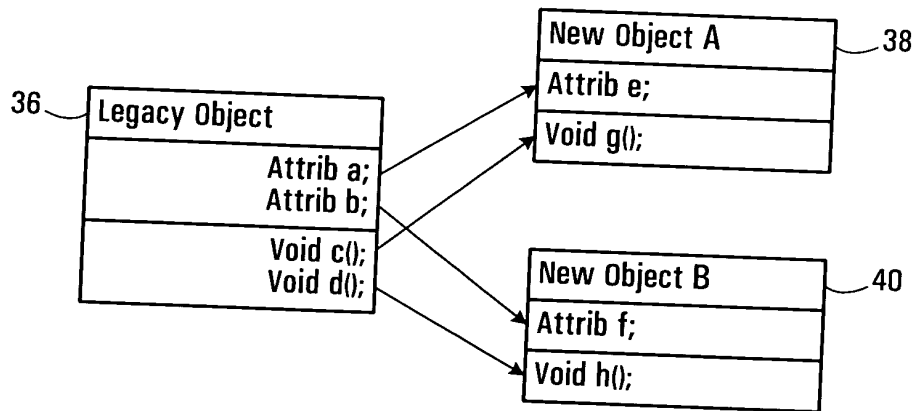 New Object A
38
Attrib e;
Void g();
36
Legacy Object
Attrib a;
Attrib b;
Void c();
Void d();
New Object B
40
Attrib f;
Void h();